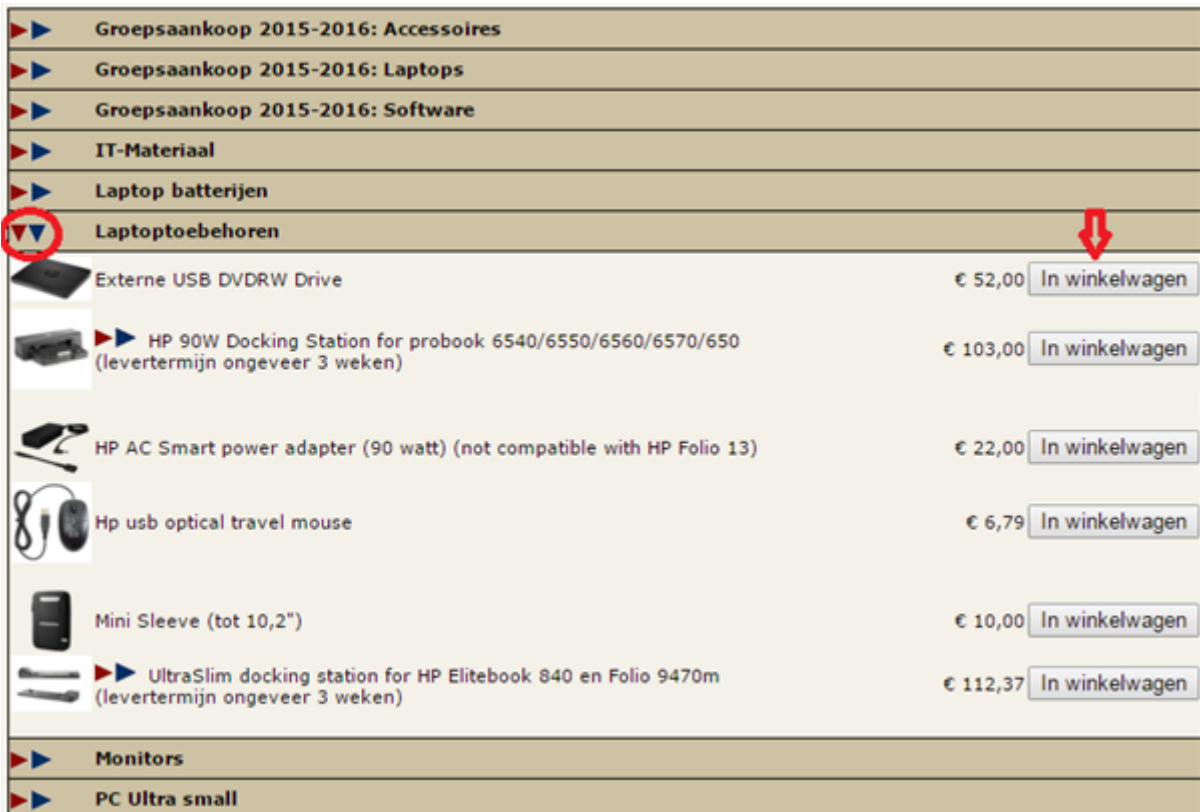 Groepsaankoop 2015-2016: Accessoires
Groepsaankoop 2015-2016: Laptops
Groepsaankoop 2015-2016: Software
IT-Materiaal
Laptop batterijen
Laptoptoebehoren
Externe USB DVDRW Drive € 52,00 In winkelwagen
HP 90W Docking Station for probook 6540/6550/6560/6570/650
(levertermijn ongeveer 3 weken) € 103,00 In winkelwagen
HP AC Smart power adapter (90 watt) (not compatible with HP Folio 13) € 22,00 In winkelwagen
Hp usb optical travel mouse € 6,79 In winkelwagen
Mini Sleeve (tot 10,2") € 10,00 In winkelwagen
UltraSlim docking station for HP Elitebook 840 en Folio 9470m
(levertermijn ongeveer 3 weken) € 112,37 In winkelwagen
Monitors
PC Ultra small